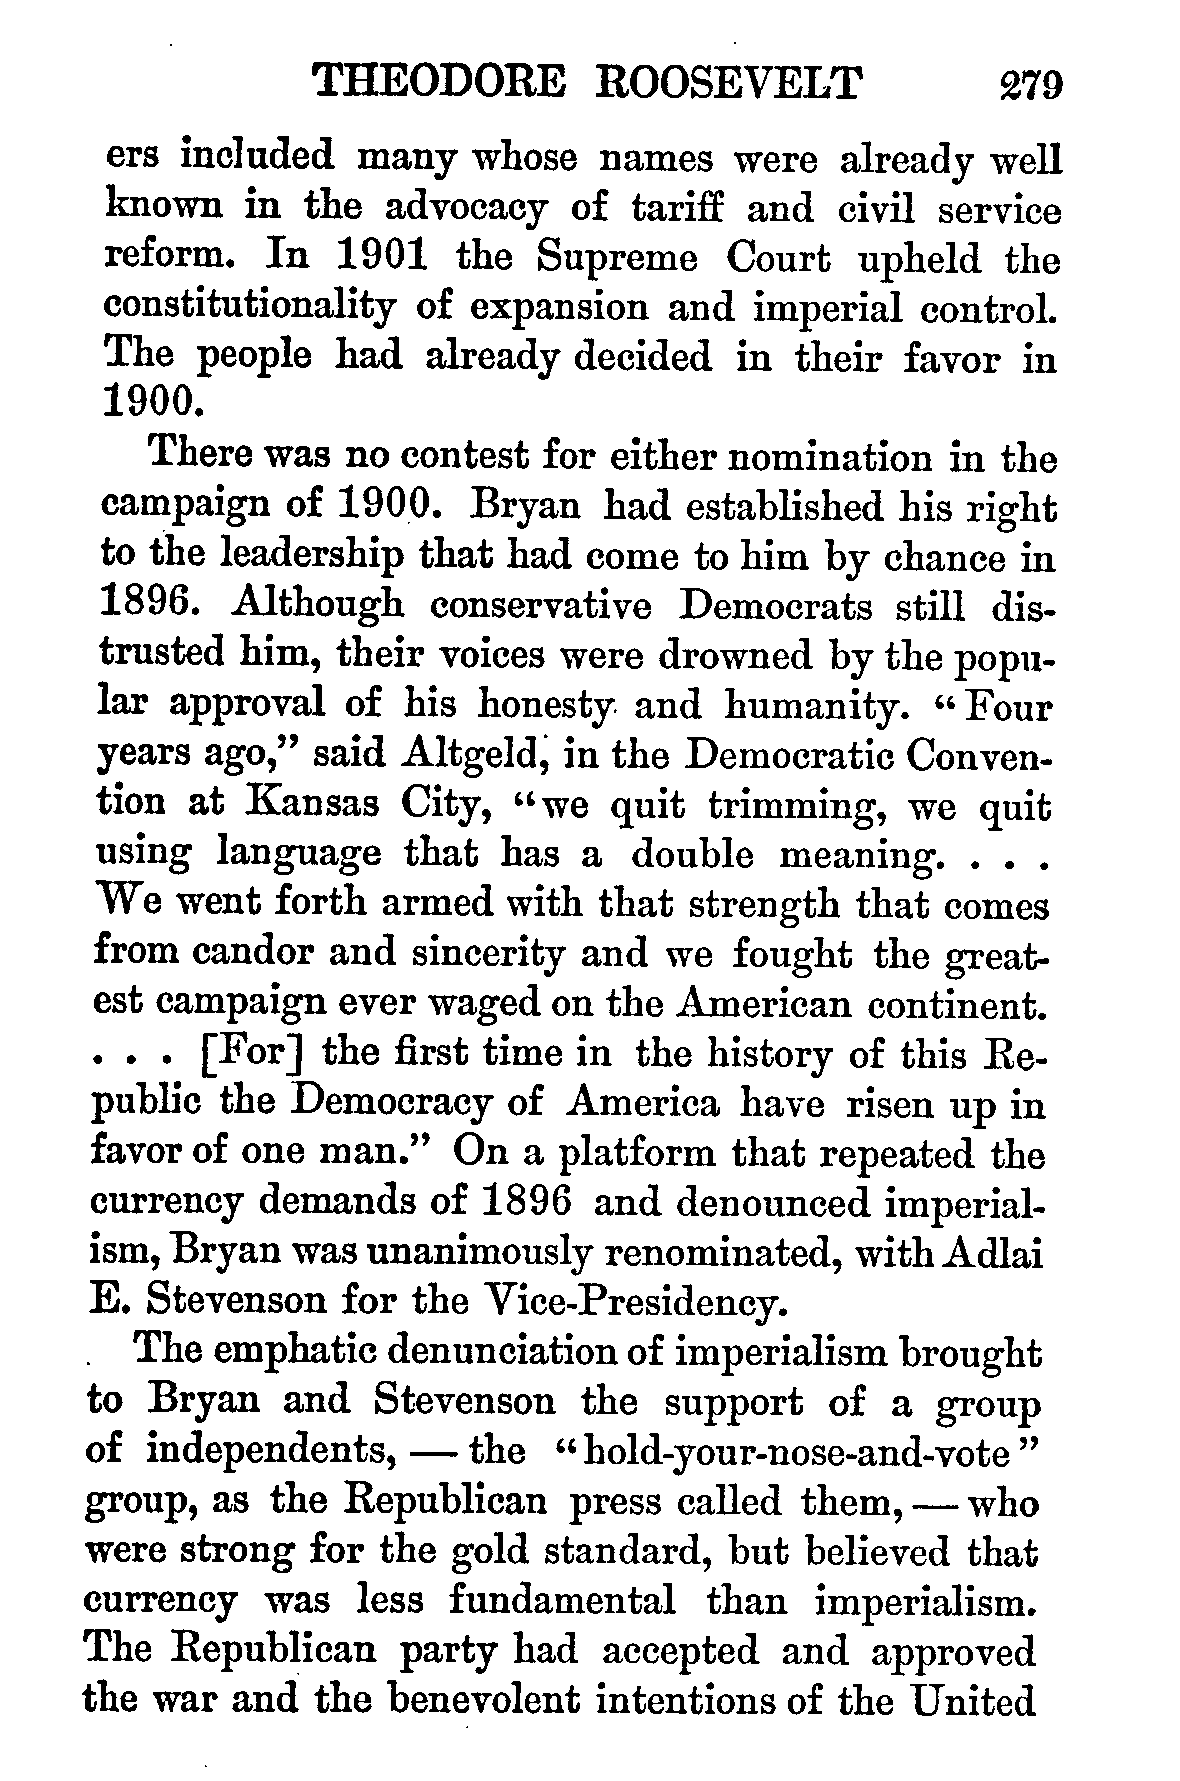 THEODORE ROOSEVELT 279
ers included many whose names were already well
known in the advocacy of tariff and civil service
reform. In 1901 the Supreme Court upheld the
constitutionality of expansion and imperial control.
The people had already decided in their favor in
1900.
There was no contest for either nomination in the
campaign of 1900. Bryan had established his right
to the leadership that had come to him by chance in
1896. Although conservative Democrats still dis-
trusted him, their voices were drowned by the popu-
lar approval of his honesty and humanity. “Four
years ago,” said Altgeld, in the Democratic Conven-
tion at Kansas City, “we quit trimming, we quit
using language that has a double meaning. . . .
We went forth armed with that strength that comes
from candor and sincerity and we fought the great-
est campaign ever waged on the American continent.
. . . [For] the first time in the history of this Re-
public the Democracy of America have risen up in
favor of one man.” On a platform that repeated the
currency demands of 1896 and denounced imperial-
ism, Bryan was unanimously renominated, with Adlai
E. Stevenson for the Vice-Presidency.
The emphatic denunciation of imperialism brought
to Bryan and Stevenson the support of a group
of independents, — the “hold-your-nose-and-vote”
group, as the Republican press called them, — who
were strong for the gold standard, but believed that
currency was less fundamental than imperialism.
The Republican party had accepted and approved
the war and the benevolent intentions of the United